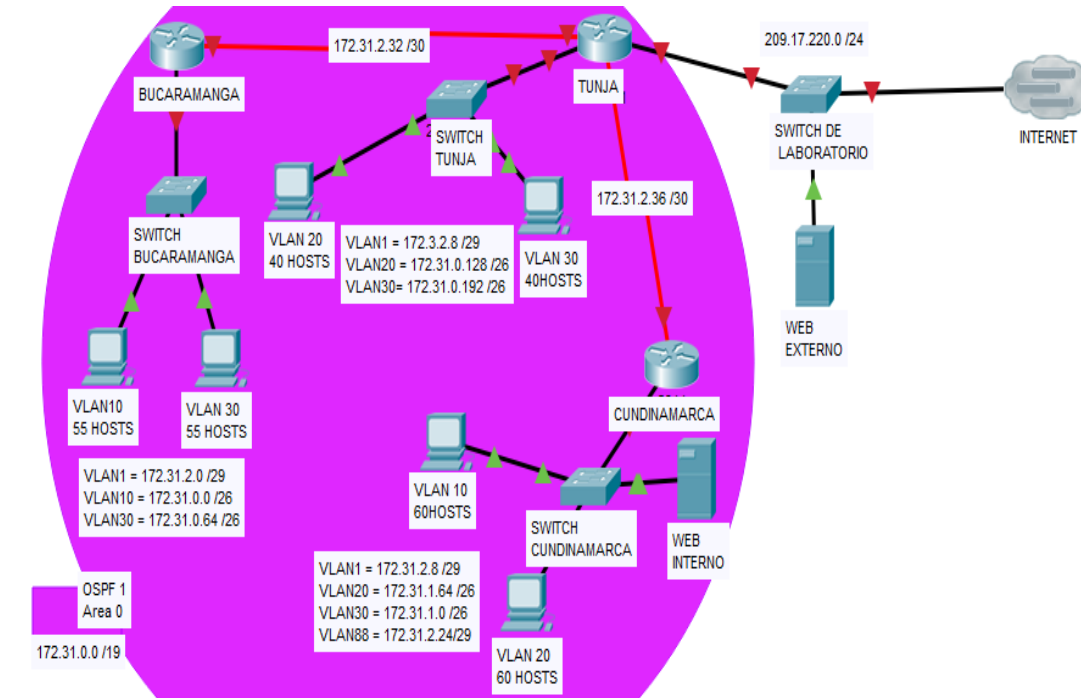 172.31.2.32 /30
209.17.220.0 /24
BUCARAMANGA
TUNJA
SWITCH
TUNJA
SWITCH DE
LABORATORIO
INTERNET
172.31.2.36 /30
SWITCH
BUCARAMANGA
VLAN 20
40 HOSTS
VLAN1 = 172.3.2.8 /29
VLAN20 = 172.31.0.128 /26
VLAN30= 172.31.0.192 /26
VLAN 30
40HOSTS
WEB
EXTERNO
VLAN10
55 HOSTS
VLAN 30
55 HOSTS
CUNDINAMARCA
VLAN1 = 172.31.2.0 /29
VLAN10 = 172.31.0.0 /26
VLAN30 = 172.31.0.64 /26
VLAN 10
60HOSTS
SWITCH
CUNDINAMARCA
WEB
INTERNO
VLAN1 = 172.31.2.8 /29
VLAN20 = 172.31.1.64 /26
VLAN30 = 172.31.1.0 /26
VLAN88 = 172.31.2.24/29
OSPF 1
Area 0
172.31.0.0 /19
VLAN 20
60 HOSTS